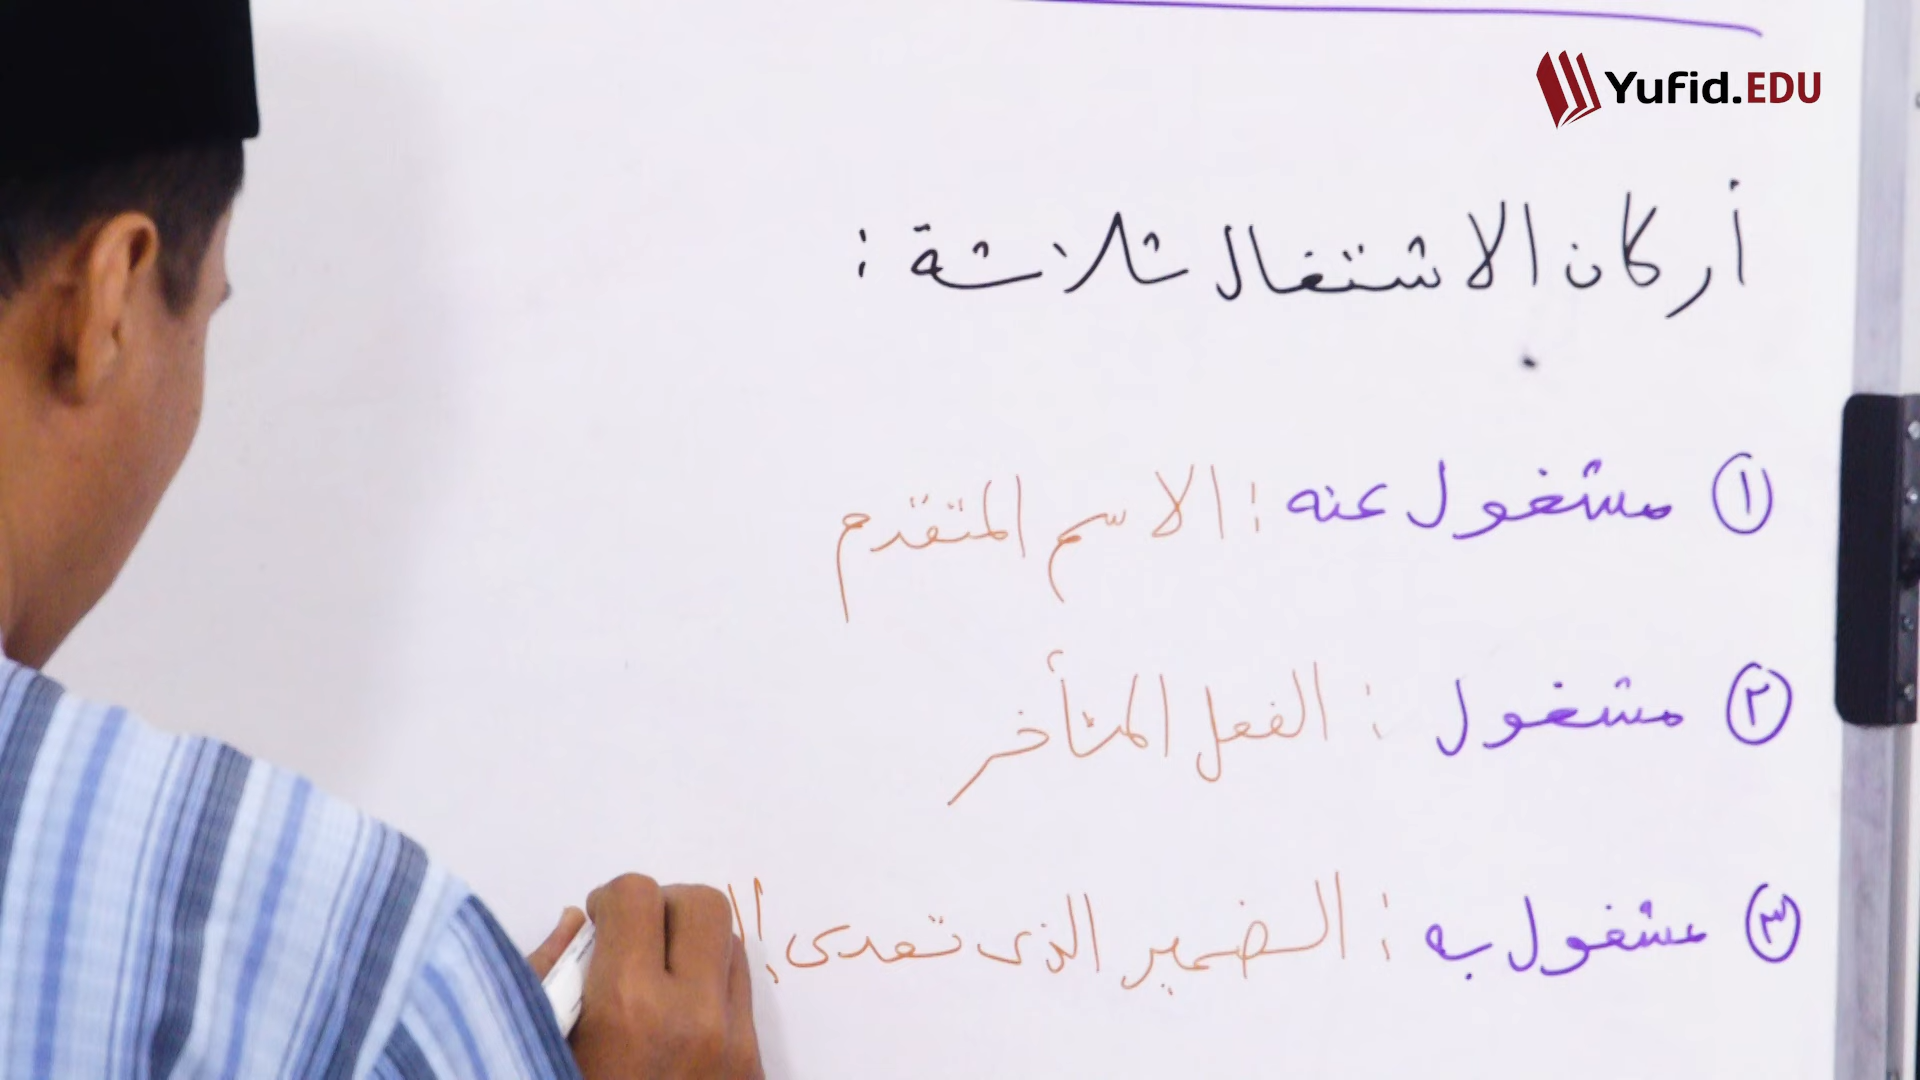 Yufid.EDU
أركان الاشتغال ثلاثة :
١ مشغول عنه : الاسم المتقدم
٢ مشغول : الفعل المتأخر
٣ مشغول به : الضمير الذى تعدى